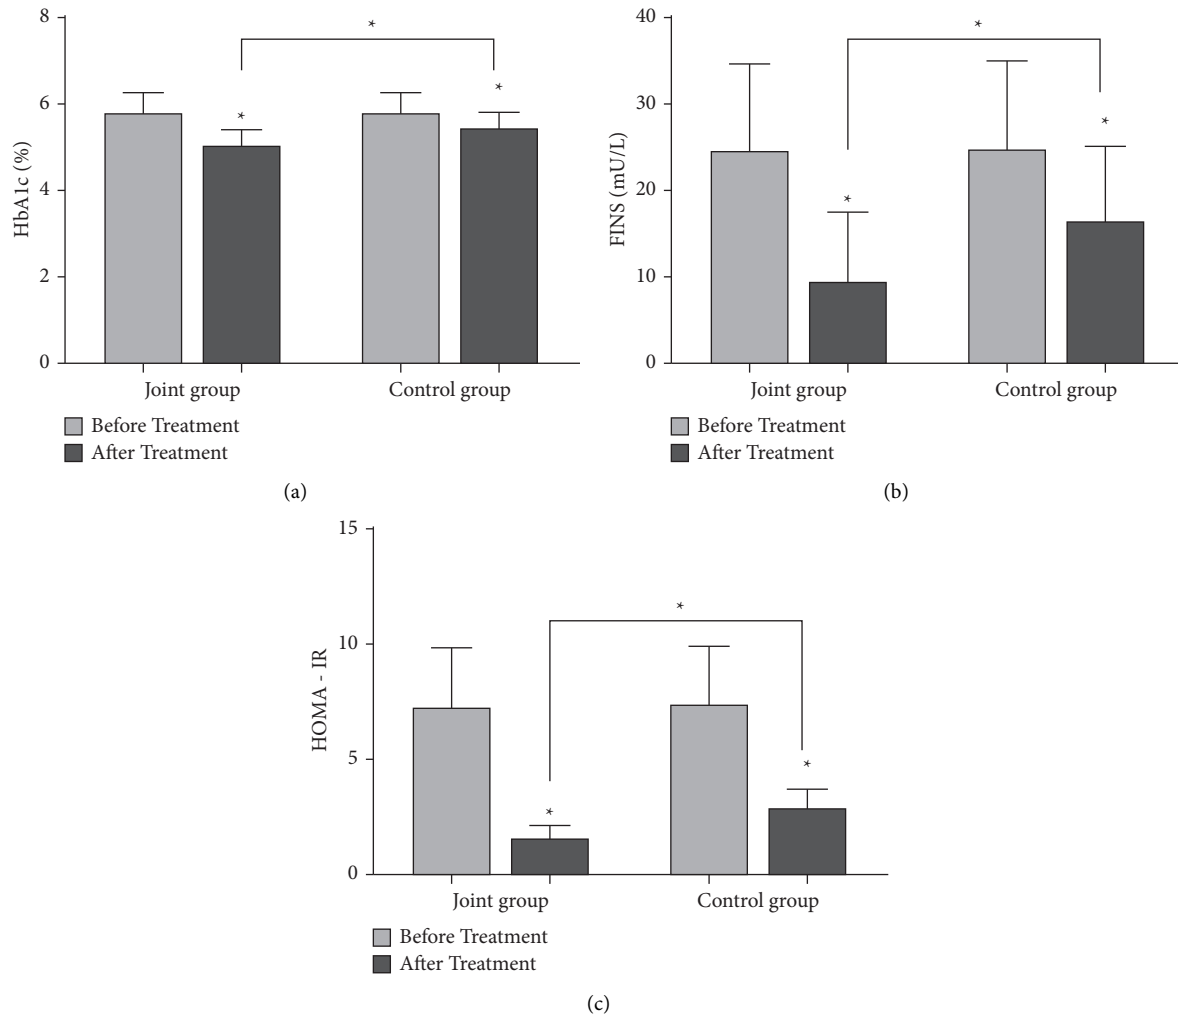 8
6
4
2
0
HbA1c (%)
*
*
*
Joint group
Control group
Before Treatment
After Treatment
(a)
40
30
20
10
0
FINS (mU/L)
*
*
*
Joint group
Control group
Before Treatment
After Treatment
(b)
15
10
5
0
HOMA - IR
*
*
*
Joint group
Control group
Before Treatment
After Treatment
(c)